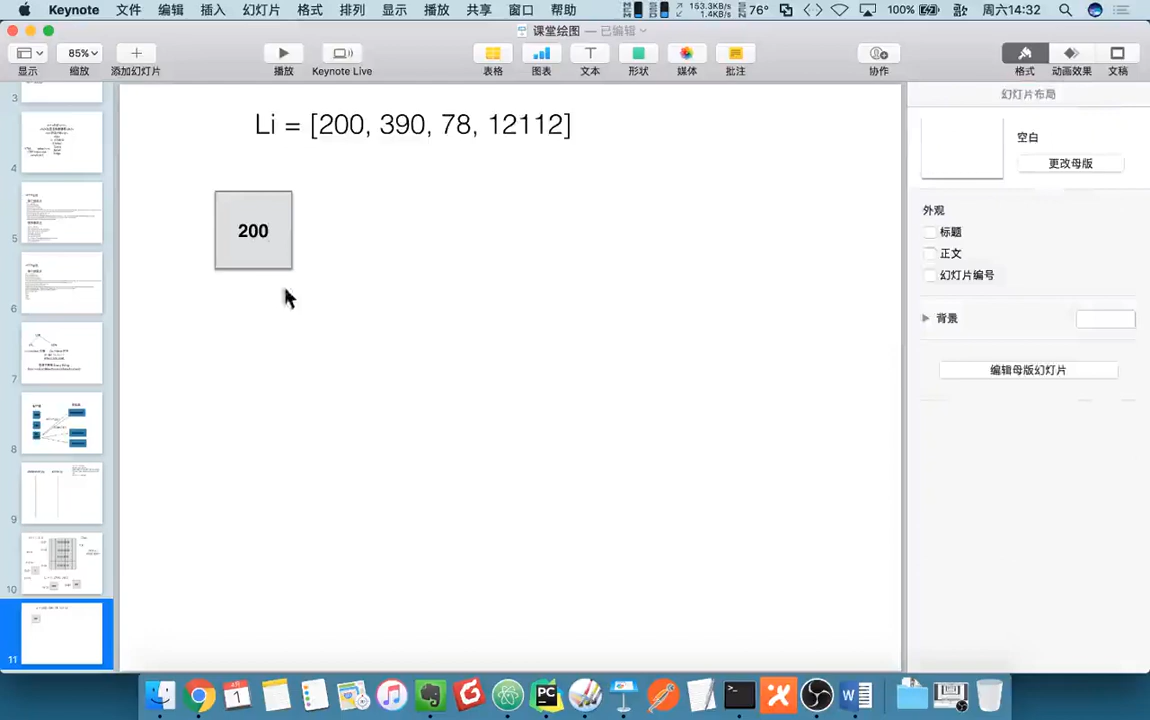 Keynote 文件 编辑 插入 幻灯片 格式 排列 显示 播放 共享 窗口 帮助 153.3KB/s 1.4KB/s 76° 100% 周六14:32
课堂绘图 — 已编辑
85%
显示 缩放 添加幻灯片 播放 Keynote Live 表格 图表 文本 形状 媒体 批注 协作 格式 动画效果 文稿
幻灯片布局
空白
更改母版
外观
标题
正文
幻灯片编号
背景
编辑母版幻灯片
3
4
5
6
7
8
9
10
11
Li = [200, 390, 78, 12112]
200